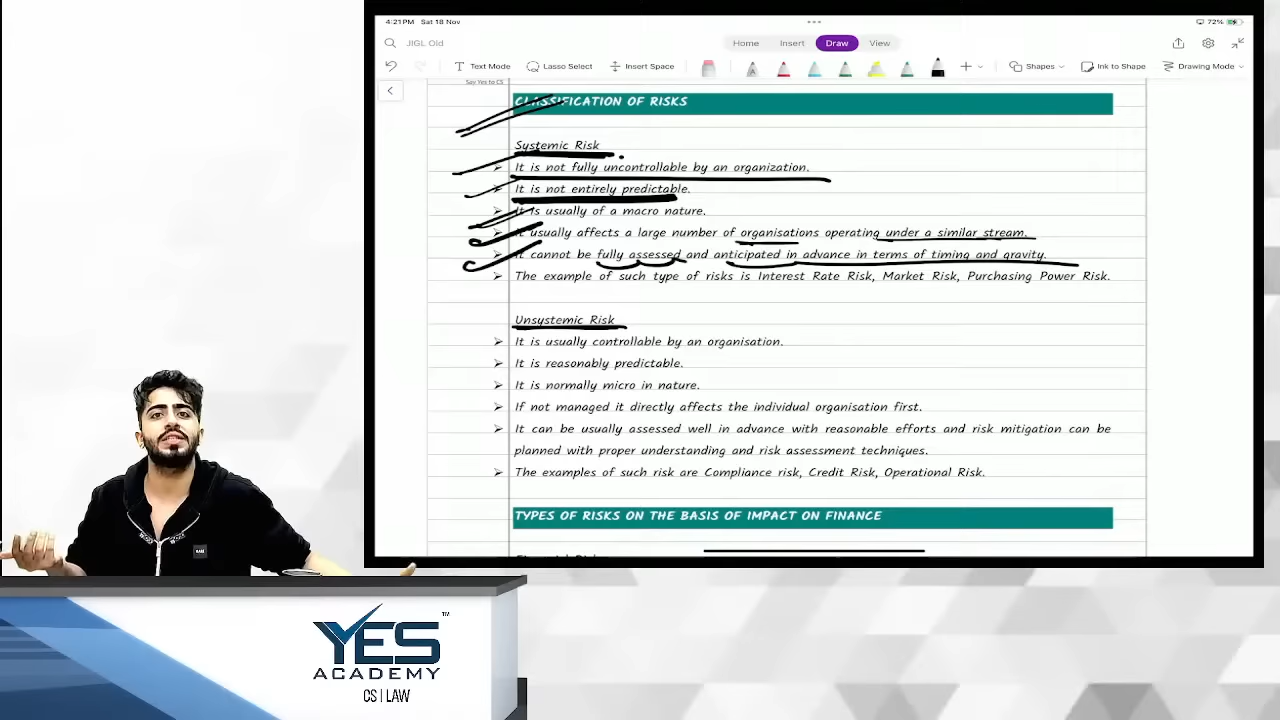 4:21 PM Sat 18 Nov
72%
JIGL Old
Home Insert Draw View
Text Mode
Lasso Select
Insert Space
Shapes
Ink to Shape
Drawing Mode
Say Yes to CS
CLASSIFICATION OF RISKS
Systemic Risk
It is not fully uncontrollable by an organization.
It is not entirely predictable.
It is usually of a macro nature.
It usually affects a large number of organisations operating under a similar stream.
It cannot be fully assessed and anticipated in advance in terms of timing and gravity.
The example of such type of risks is Interest Rate Risk, Market Risk, Purchasing Power Risk.
Unsystemic Risk
It is usually controllable by an organisation.
It is reasonably predictable.
It is normally micro in nature.
If not managed it directly affects the individual organisation first.
It can be usually assessed well in advance with reasonable efforts and risk mitigation can be
planned with proper understanding and risk assessment techniques.
The examples of such risk are Compliance risk, Credit Risk, Operational Risk.
TYPES OF RISKS ON THE BASIS OF IMPACT ON FINANCE
YES TM
ACADEMY
CS | LAW